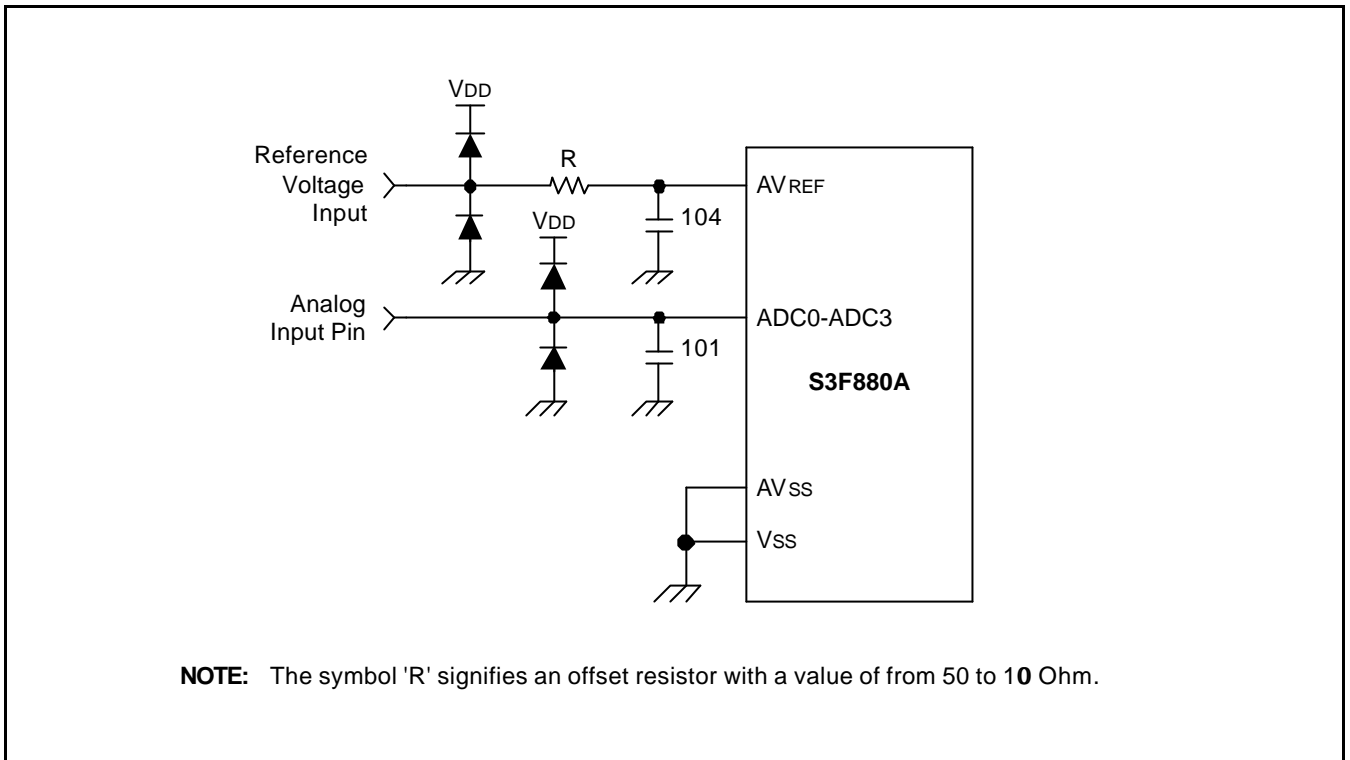 VDD
Reference
Voltage
Input
R
AVREF
104
VDD
Analog
Input Pin
ADC0-ADC3
101
S3F880A
AVSS
VSS
NOTE: The symbol 'R' signifies an offset resistor with a value of from 50 to 10 Ohm.